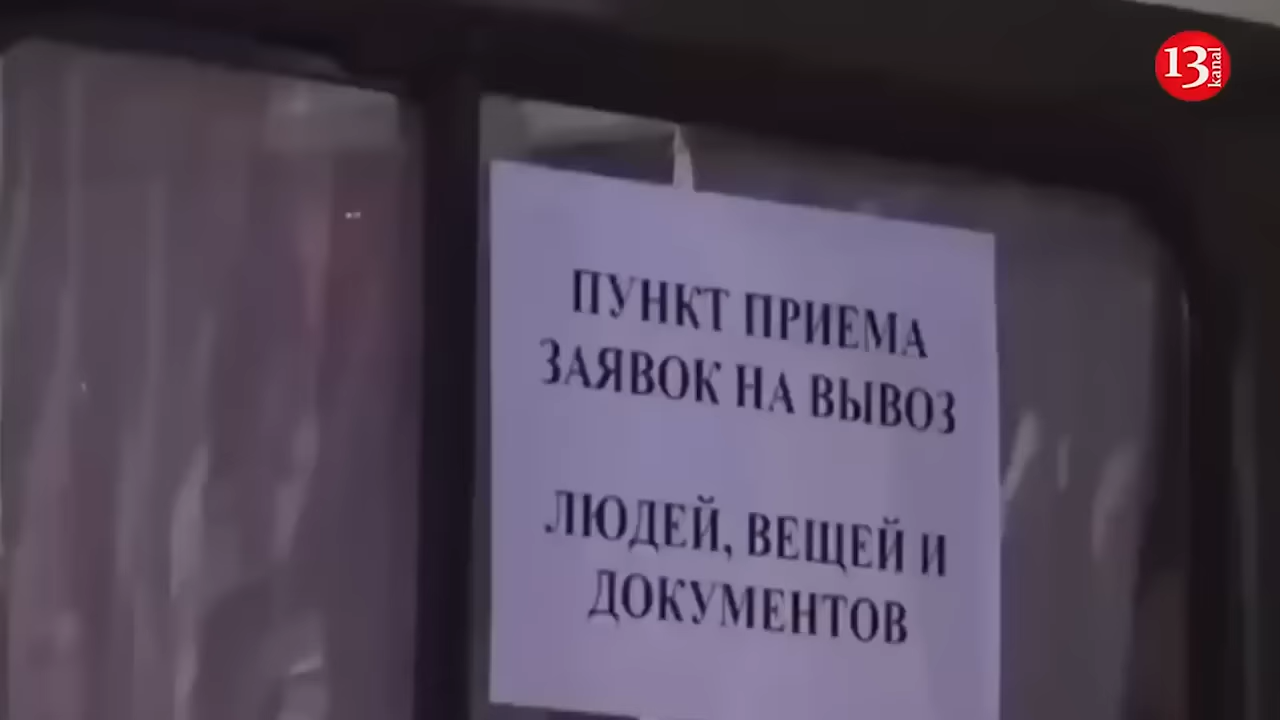 13 kanal
ПУНКТ ПРИЕМА
ЗАЯВОК НА ВЫВОЗ
ЛЮДЕЙ, ВЕЩЕЙ И
ДОКУМЕНТОВ